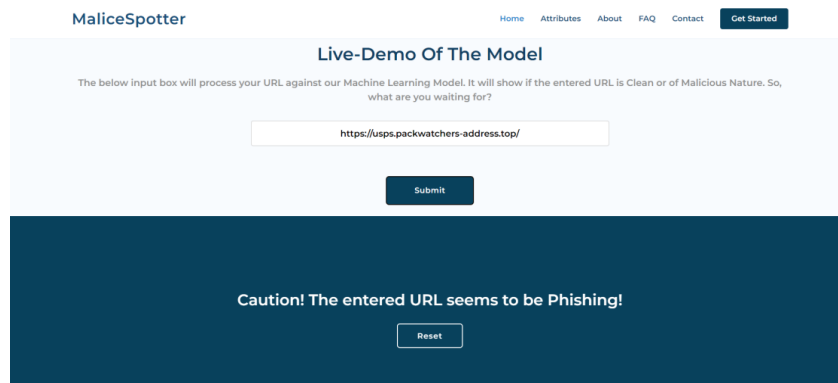 MaliceSpotter
Home Attributes About FAQ Contact Get Started
Live-Demo Of The Model
The below input box will process your URL against our Machine Learning Model. It will show if the entered URL is Clean or of Malicious Nature. So,
what are you waiting for?
https://usps.packwatchers-address.top/
Submit
Caution! The entered URL seems to be Phishing!
Reset